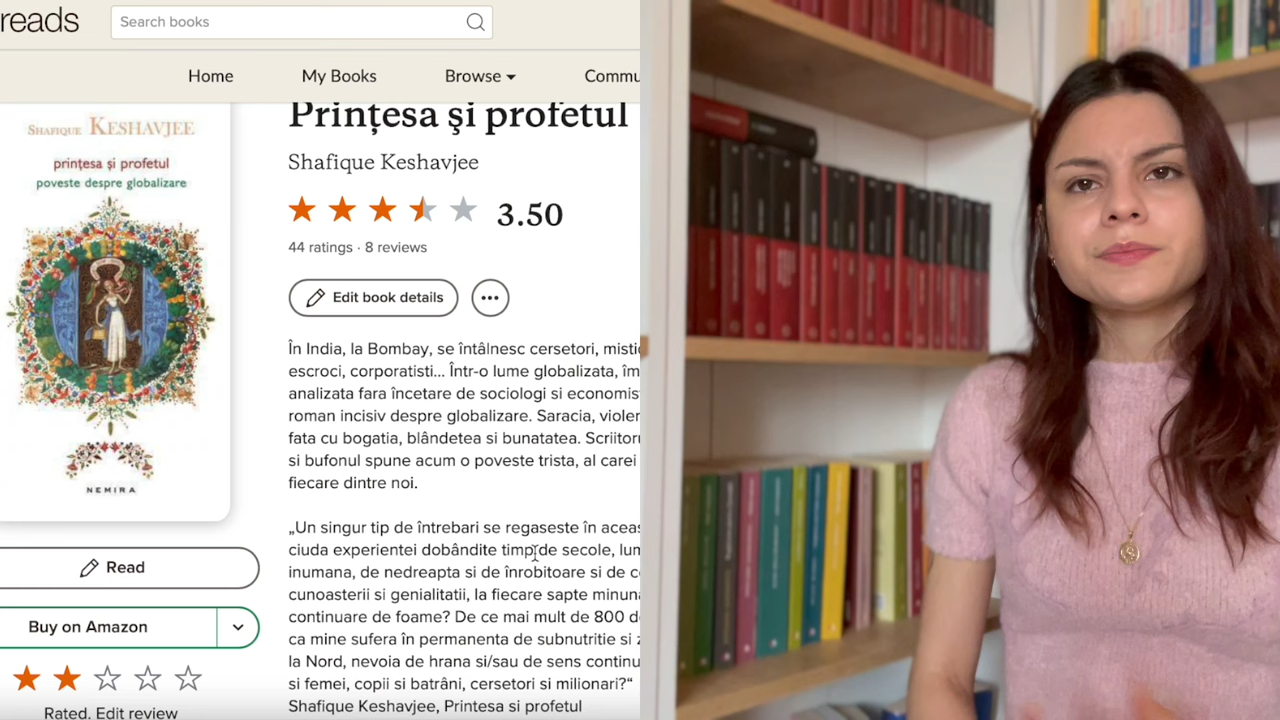 reads
Search books
Home
My Books
Browse
Commu
SHAFIQUE KESHAVJEE
prințesa și profetul
poveste despre globalizare
NEMIRA
Read
Buy on Amazon
Rated. Edit review
Prințesa şi profetul
Shafique Keshavjee
3.50
44 ratings · 8 reviews
Edit book details
În India, la Bombay, se întâlnesc cersetori, mistic
escroci, corporatisti... Într-o lume globalizata, îm
analizata fara încetare de sociologi si economis
roman incisiv despre globalizare. Saracia, violen
fata cu bogatia, blândetea si bunatatea. Scriitoru
si bufonul spune acum o poveste trista, al carei
fiecare dintre noi.
„Un singur tip de întrebari se regaseste în aceas
ciuda experientei dobândite timp de secole, lum
inumana, de nedreapta si de înrobitoare si de ce
cunoasterii si genialitatii, la fiecare sapte minun
continuare de foame? De ce mai mult de 800 d
ca mine sufera în permanenta de subnutritie si z
la Nord, nevoia de hrana si/sau de sens continu
si femei, copii si batrâni, cersetori si milionari?“
Shafique Keshavjee, Printesa si profetul